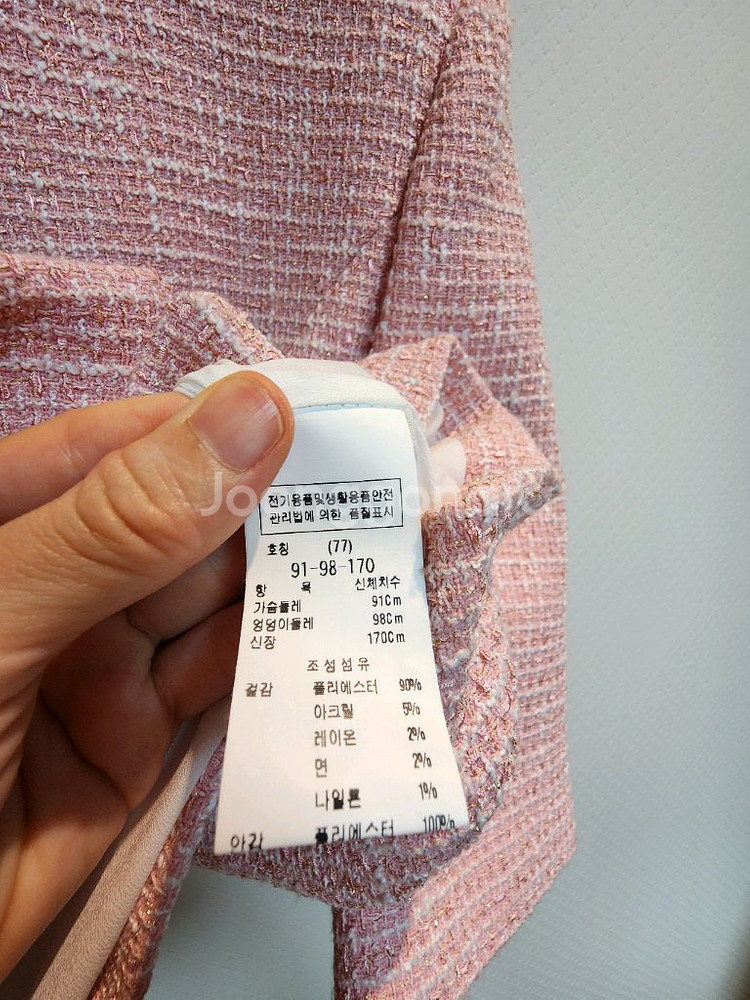 전기용품및생활용품안전
관리법에 의한 품질표시
호칭 (77)
91-98-170
항 목 신체치수
가슴둘레 91Cm
엉덩이둘레 98Cm
신장 170Cm
조성섬유
겉감 폴리에스터 90%
아크릴 5%
레이온 2%
면 2%
나일론 1%
안감 폴리에스터 100%